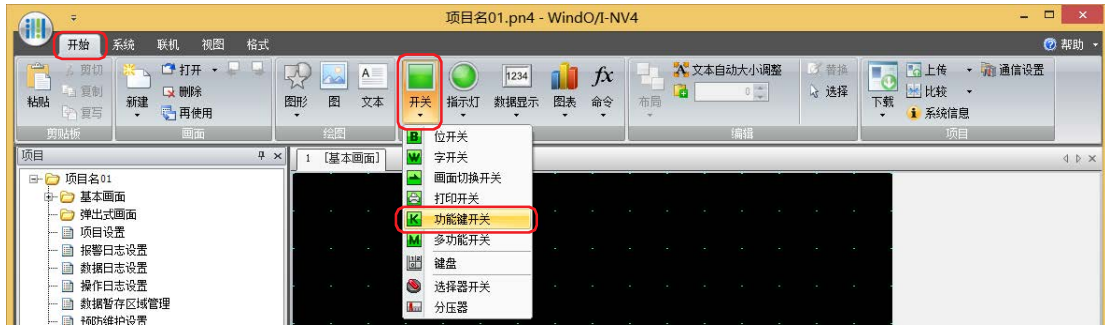 项目名01.pn4 - WindO/I-NV4
开始 系统 联机 视图 格式 帮助
剪切 打开 文本自动大小调整 替换 上传 通信设置
复制 删除 0 选择 比较
粘贴 复写 新建 再使用 图形 图 文本 开关 指示灯 数据显示 图表 命令 布局 下载 系统信息
A 1234 fx
剪贴板 画面 绘图 编辑 项目
项目
1 [基本画面]
项目名01
基本画面
弹出式画面
项目设置
报警日志设置
数据日志设置
操作日志设置
数据暂存区域管理
预防维护设置
B 位开关
W 字开关
画面切换开关
打印开关
K 功能键开关
M 多功能开关
键盘
选择器开关
分压器